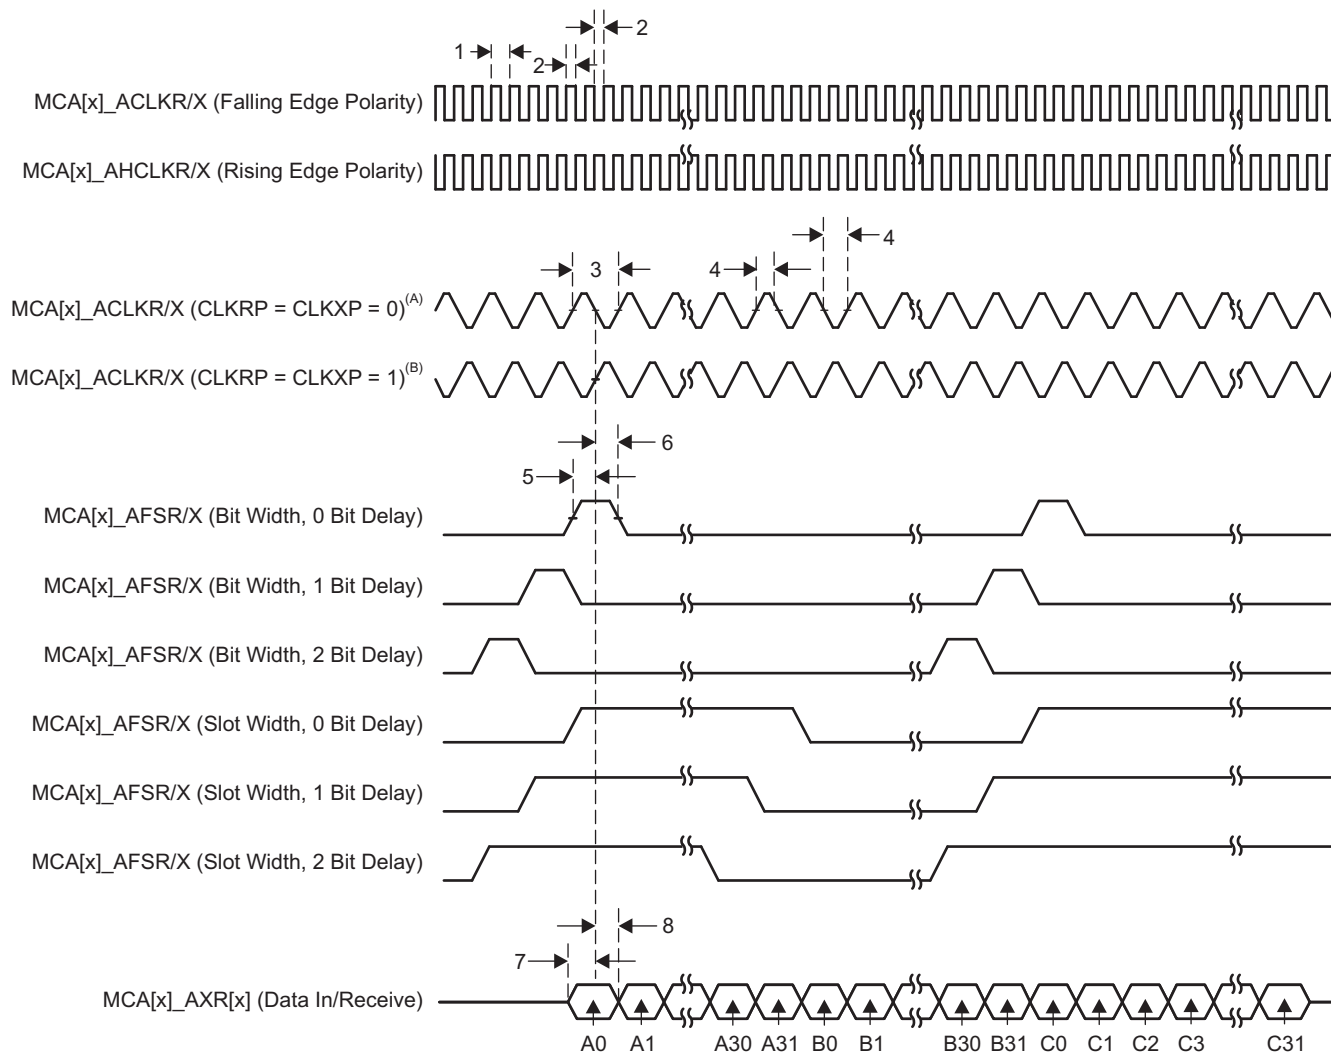 2
1
2
MCA[x]_ACLKR/X (Falling Edge Polarity)
MCA[x]_AHCLKR/X (Rising Edge Polarity)
4
3
4
MCA[x]_ACLKR/X (CLKRP = CLKXP = 0)(A)
MCA[x]_ACLKR/X (CLKRP = CLKXP = 1)(B)
6
5
MCA[x]_AFSR/X (Bit Width, 0 Bit Delay)
MCA[x]_AFSR/X (Bit Width, 1 Bit Delay)
MCA[x]_AFSR/X (Bit Width, 2 Bit Delay)
MCA[x]_AFSR/X (Slot Width, 0 Bit Delay)
MCA[x]_AFSR/X (Slot Width, 1 Bit Delay)
MCA[x]_AFSR/X (Slot Width, 2 Bit Delay)
8
7
MCA[x]_AXR[x] (Data In/Receive)
A0 A1 A30 A31 B0 B1 B30 B31 C0 C1 C2 C3 C31